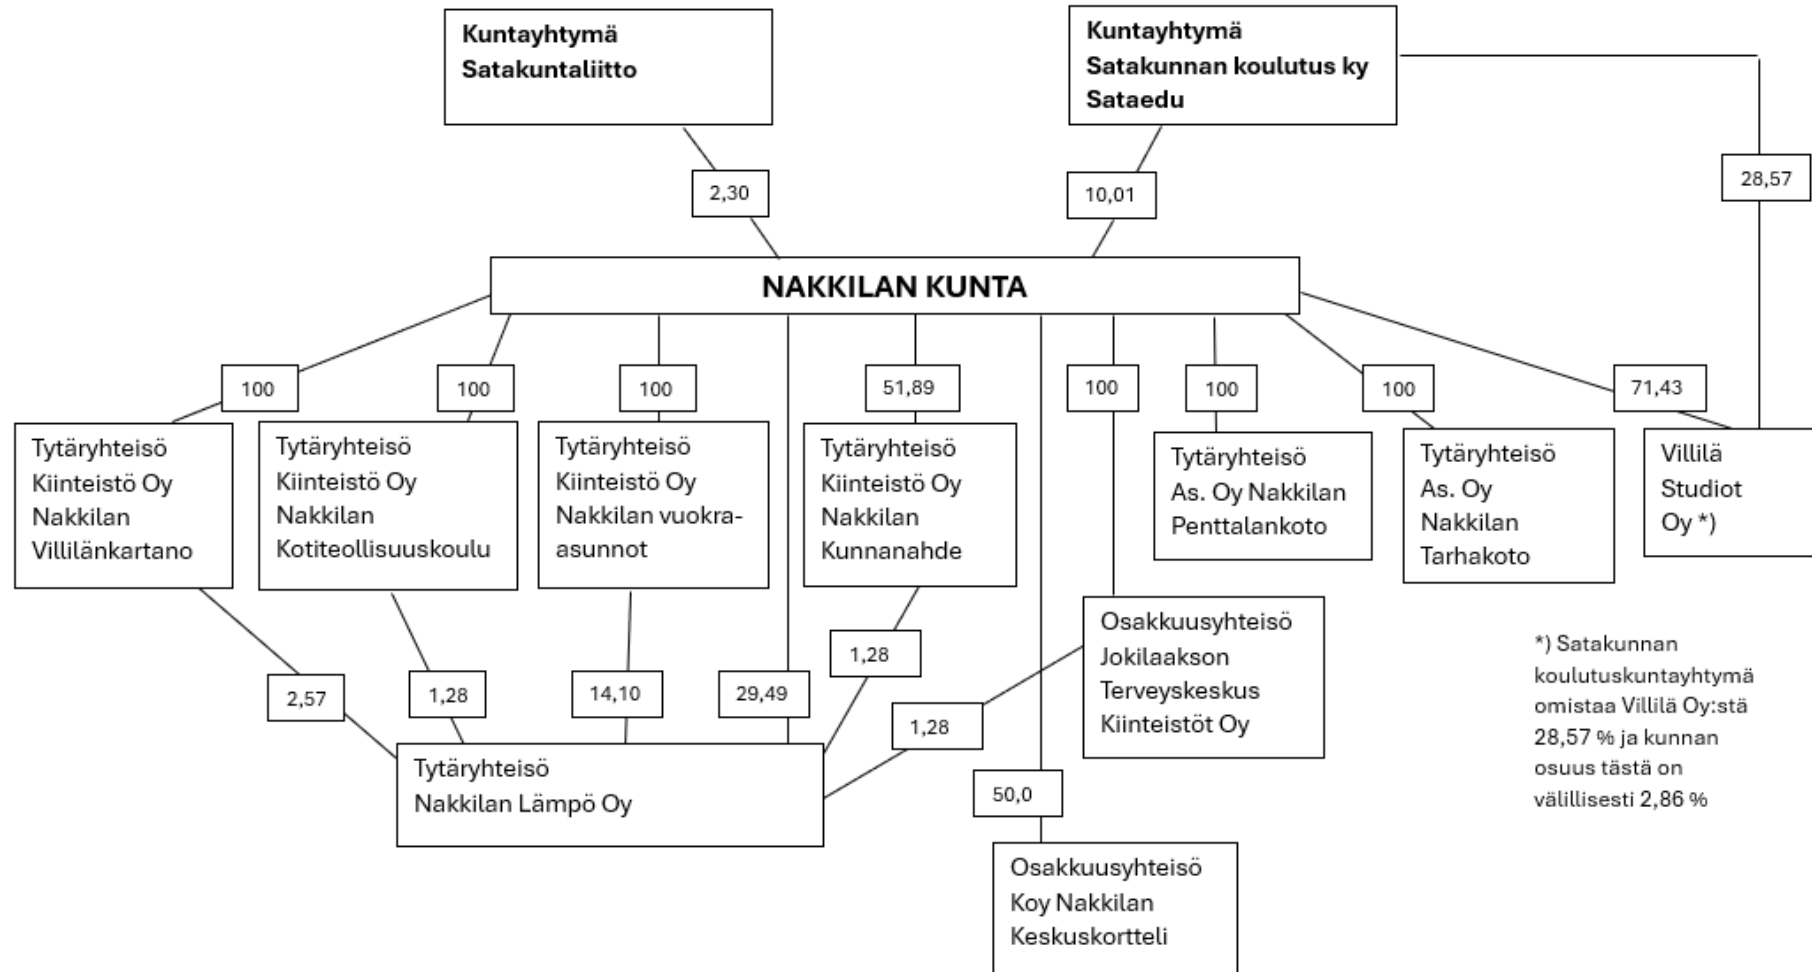 Kuntayhtymä
Satakuntaliitto
Kuntayhtymä
Satakunnan koulutus ky
Sataedu
2,30
10,01
28,57
NAKKILAN KUNTA
100
100
100
51,89
100
100
100
71,43
Tytäryhteisö
Kiinteistö Oy
Nakkilan
Villilänkartano
Tytäryhteisö
Kiinteistö Oy
Nakkilan
Kotiteollisuuskoulu
Tytäryhteisö
Kiinteistö Oy
Nakkilan vuokra-
asunnot
Tytäryhteisö
Kiinteistö Oy
Nakkilan
Kunnanahde
Tytäryhteisö
As. Oy Nakkilan
Penttalankoto
Tytäryhteisö
As. Oy
Nakkilan
Tarhakoto
Villilä
Studiot
Oy *)
Osakkuusyhteisö
Jokilaakson
Terveyskeskus
Kiinteistöt Oy
*) Satakunnan
koulutuskuntayhtymä
omistaa Villilä Oy:stä
28,57 % ja kunnan
osuus tästä on
välillisesti 2,86 %
2,57
1,28
14,10
29,49
1,28
1,28
Tytäryhteisö
Nakkilan Lämpö Oy
50,0
Osakkuusyhteisö
Koy Nakkilan
Keskuskortteli